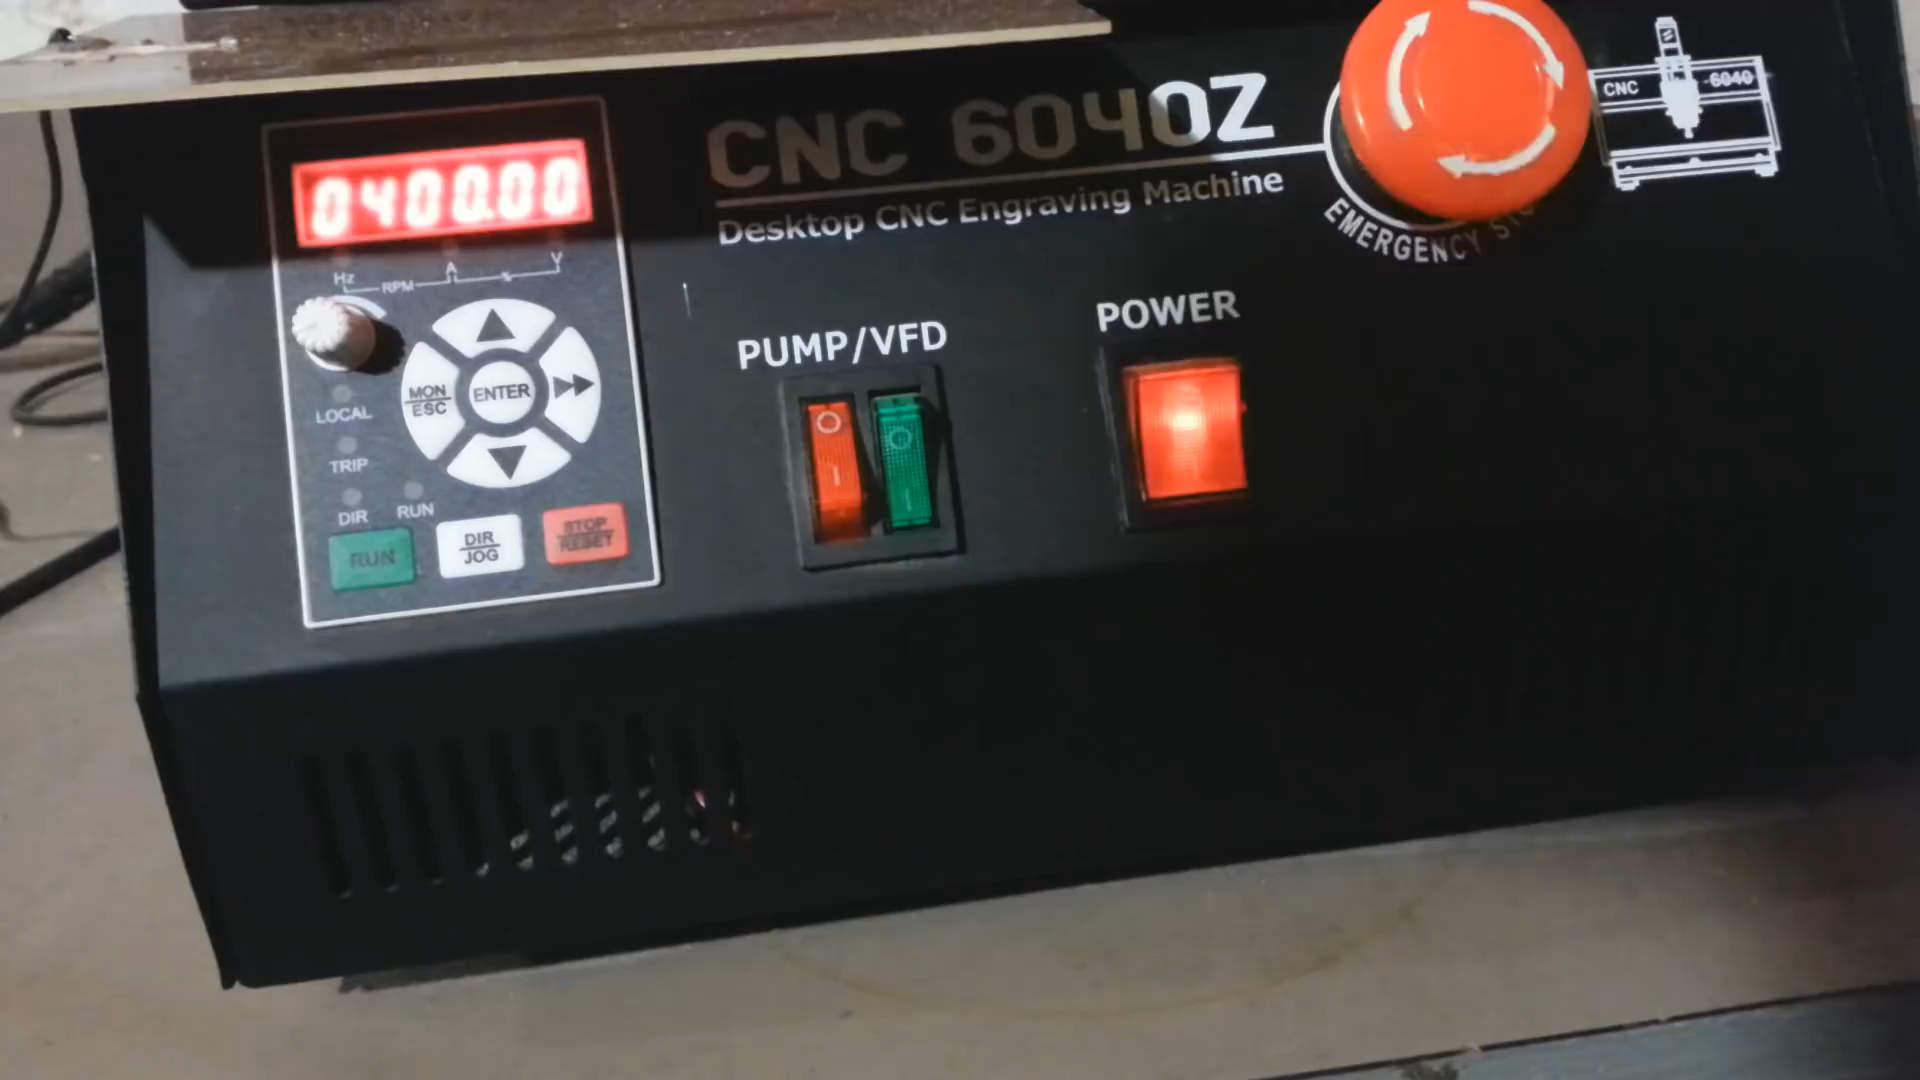 0400.00
CNC 6040Z
Desktop CNC Engraving Machine
CNC 6040
EMERGENCY
Hz RPM A % V
PUMP/VFD
POWER
MON
ESC
ENTER
LOCAL
TRIP
DIR RUN
RUN
DIR
JOG
STOP
RESET